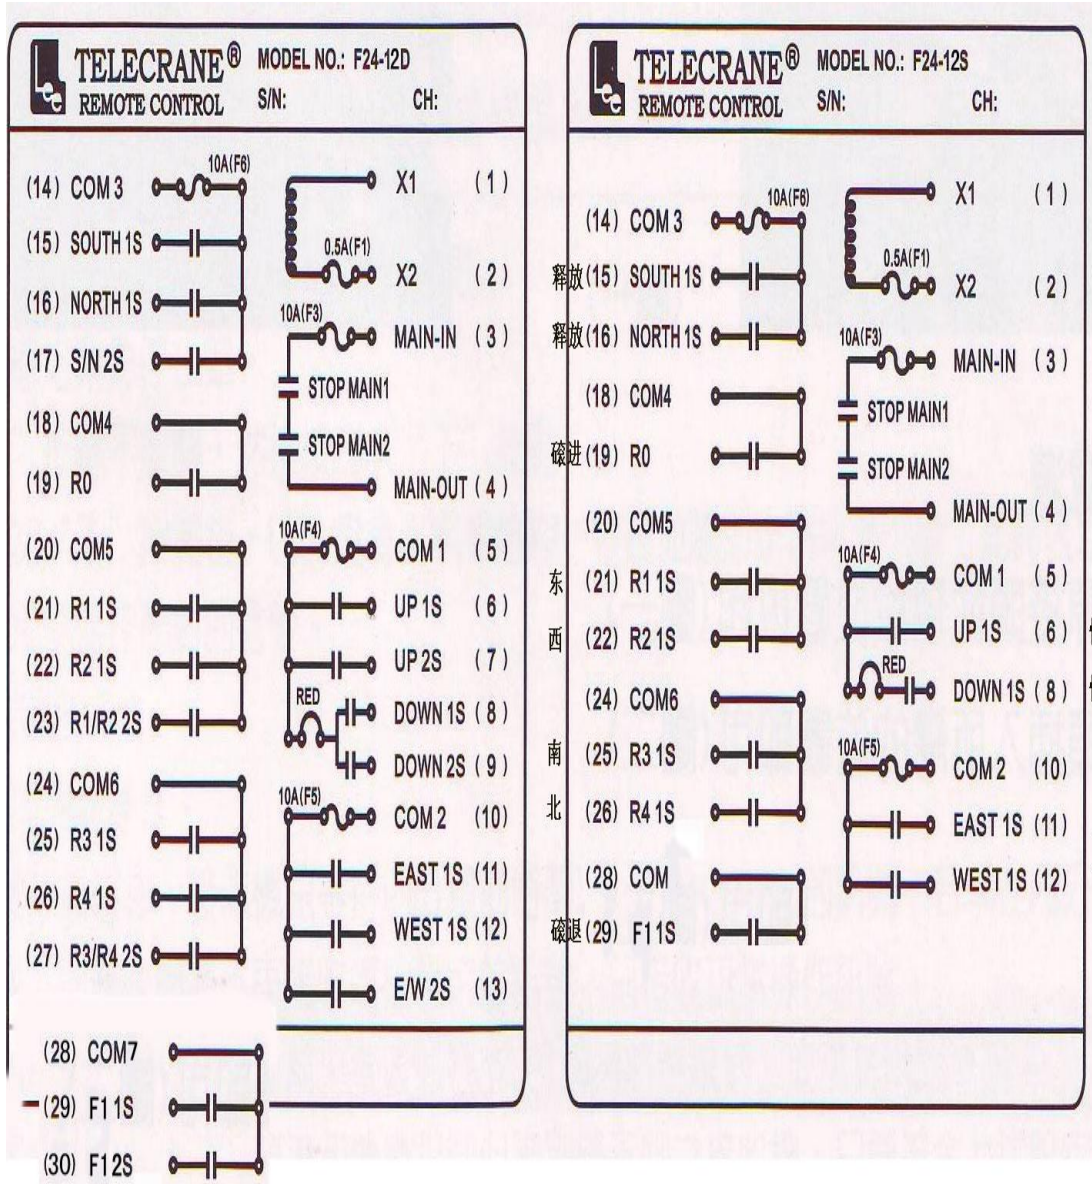 TELECRANE® MODEL NO.: F24-12D
REMOTE CONTROL S/N: CH:
10A(F6)
(14) COM 3
(15) SOUTH 1S
(16) NORTH 1S
(17) S/N 2S
(18) COM4
(19) R0
(20) COM5
(21) R1 1S
(22) R2 1S
(23) R1/R2 2S
(24) COM6
(25) R3 1S
(26) R4 1S
(27) R3/R4 2S
(28) COM7
(29) F1 1S
(30) F1 2S
X1 (1)
0.5A(F1)
X2 (2)
10A(F3)
MAIN-IN (3)
STOP MAIN1
STOP MAIN2
MAIN-OUT (4)
10A(F4)
COM 1 (5)
UP 1S (6)
UP 2S (7)
RED
DOWN 1S (8)
DOWN 2S (9)
10A(F5)
COM 2 (10)
EAST 1S (11)
WEST 1S (12)
E/W 2S (13)
TELECRANE® MODEL NO.: F24-12S
REMOTE CONTROL S/N: CH:
10A(F6)
(14) COM 3
释放(15) SOUTH 1S
释放(16) NORTH 1S
(18) COM4
磙进(19) R0
(20) COM5
东 (21) R1 1S
西 (22) R2 1S
(24) COM6
南 (25) R3 1S
北 (26) R4 1S
(28) COM
磙退(29) F1 1S
X1 (1)
0.5A(F1)
X2 (2)
10A(F3)
MAIN-IN (3)
STOP MAIN1
STOP MAIN2
MAIN-OUT (4)
10A(F4)
COM 1 (5)
UP 1S (6)
RED
DOWN 1S (8)
10A(F5)
COM 2 (10)
EAST 1S (11)
WEST 1S (12)